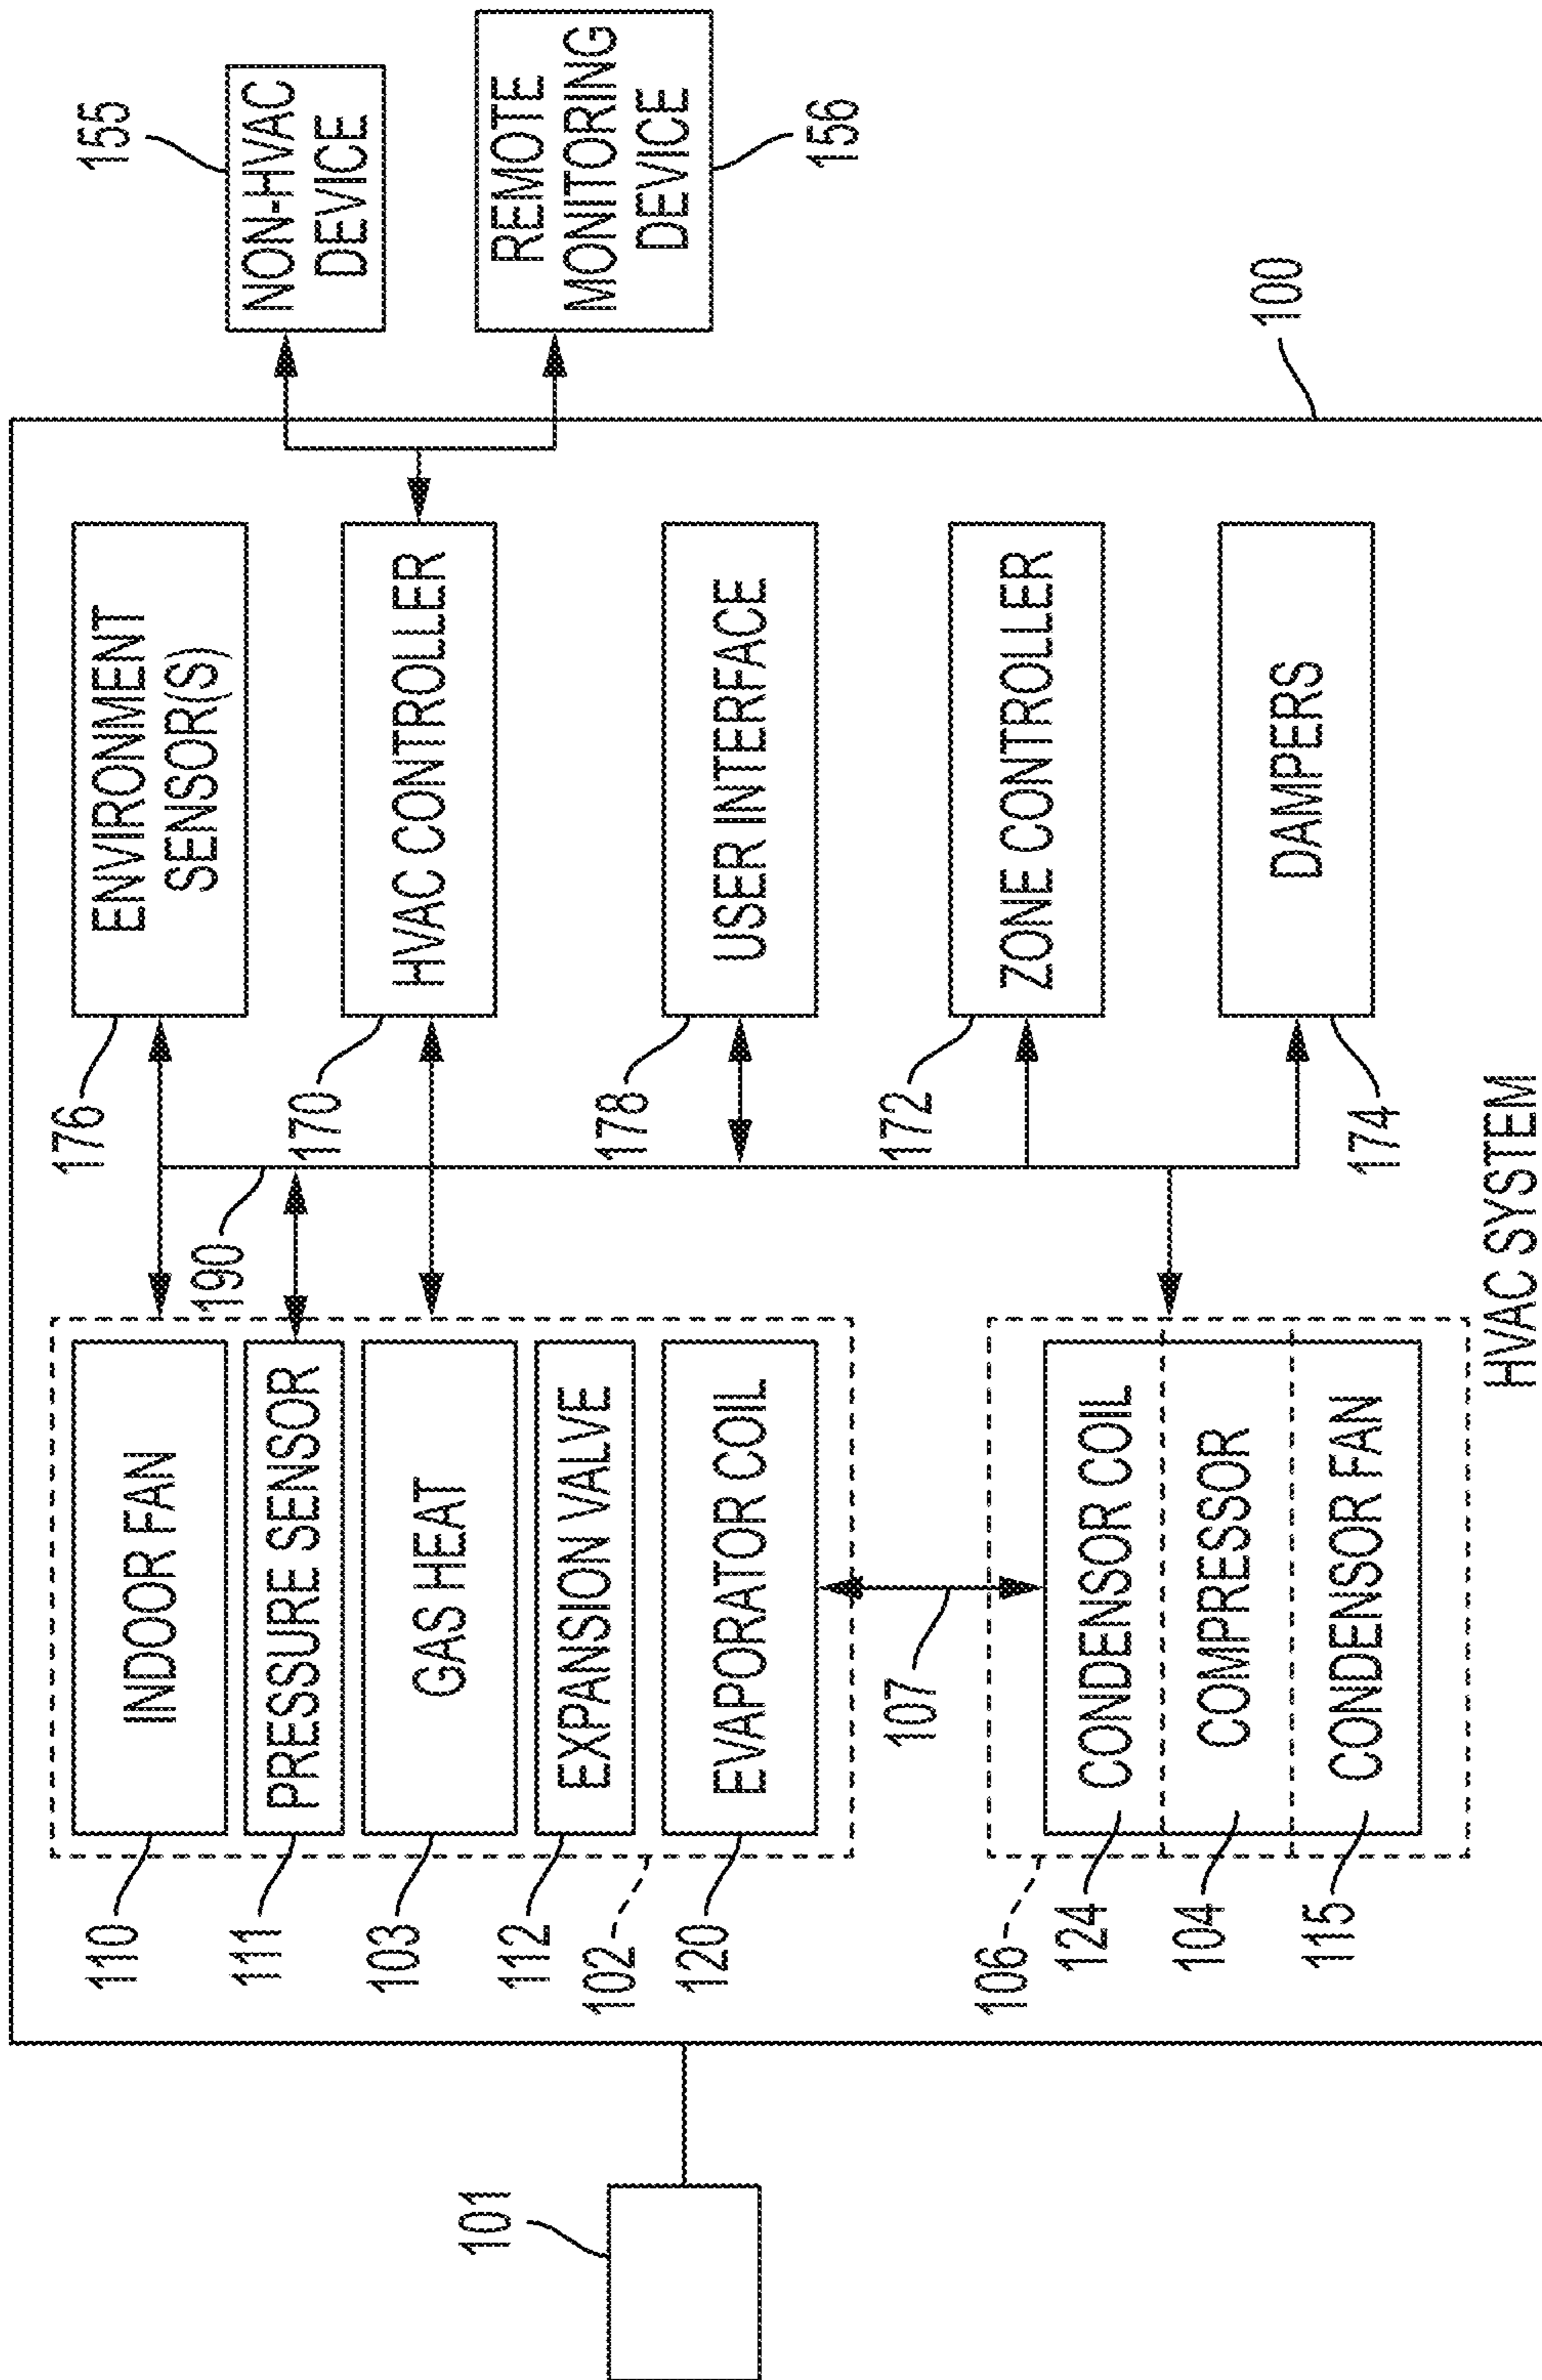 101
110
INDOOR FAN
111
PRESSURE SENSOR
103
GAS HEAT
112
EXPANSION VALVE
102
120
EVAPORATOR COIL
107
106
124
CONDENSOR COIL
104
COMPRESSOR
115
CONDENSOR FAN
190
176
ENVIRONMENT
SENSOR(S)
170
HVAC CONTROLLER
178
USER INTERFACE
172
ZONE CONTROLLER
174
DAMPERS
HVAC SYSTEM
100
155
NON-HVAC
DEVICE
REMOTE
MONITORING
DEVICE
156